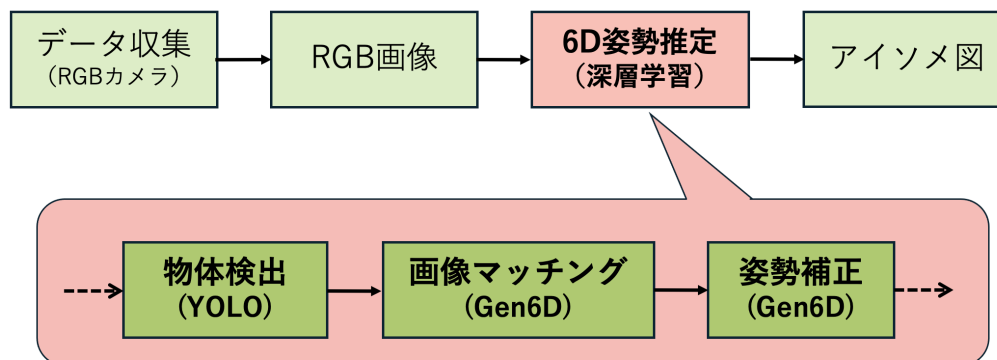 データ収集
（RGBカメラ）
RGB画像
6D姿勢推定
（深層学習）
アイソメ図
物体検出
（YOLO）
画像マッチング
（Gen6D）
姿勢補正
（Gen6D）